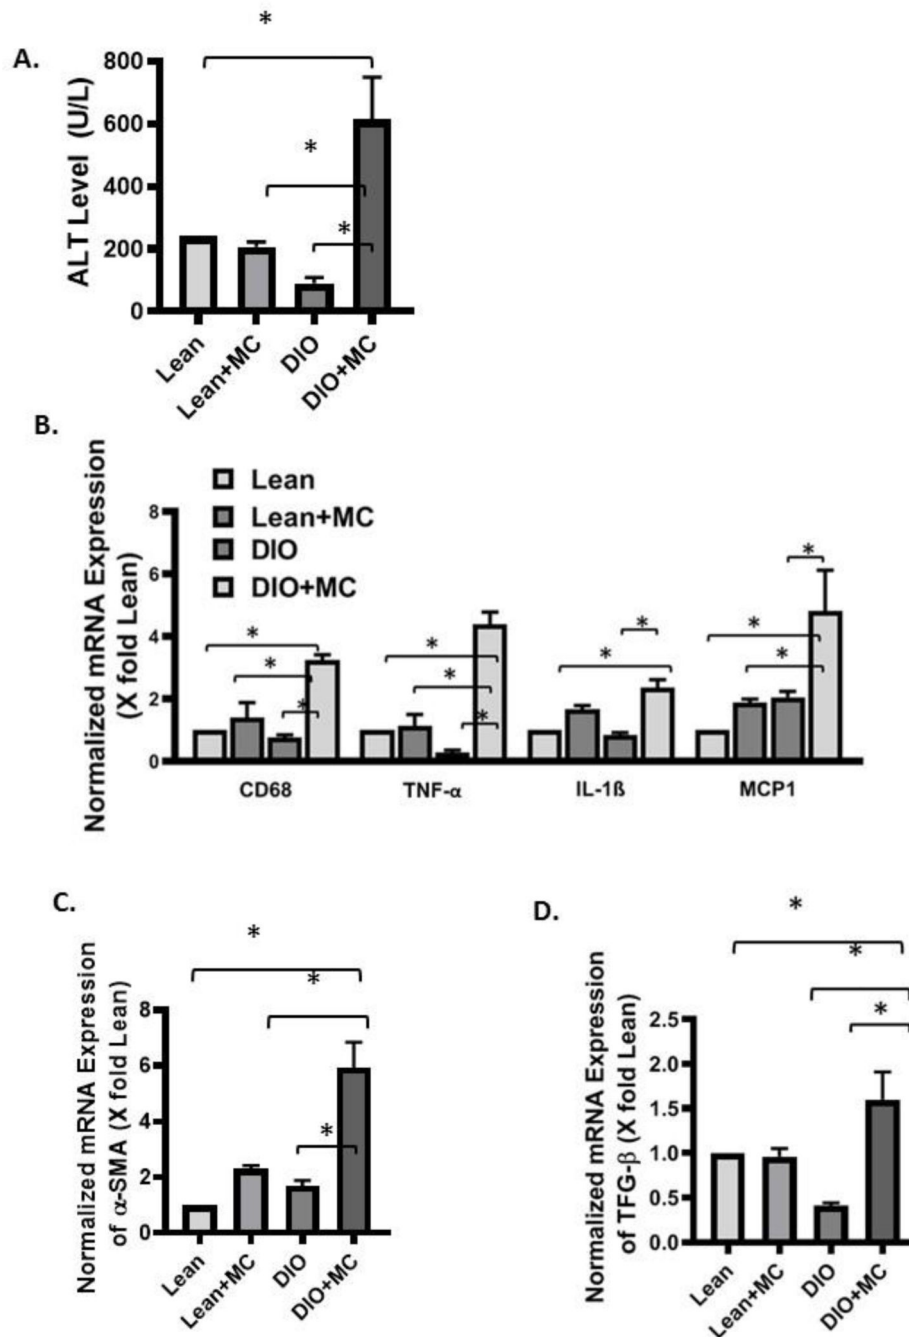 A.
*
ALT Level (U/L)
800
600
400
200
0
*
*
Lean
Lean+MC
DIO
DIO+MC
B.
Normalized mRNA Expression
(X fold Lean)
Lean
Lean+MC
DIO
DIO+MC
8
6
4
2
0
*
*
*
*
*
*
*
*
*
*
*
CD68
TNF-α
IL-1ß
MCP1
C.
*
*
*
Normalized mRNA Expression
of α-SMA (X fold Lean)
8
6
4
2
0
Lean
Lean+MC
DIO
DIO+MC
D.
*
*
*
Normalized mRNA Expression
of TFG-β (X fold Lean)
2.5
2.0
1.5
1.0
0.5
0.0
Lean
Lean+MC
DIO
DIO+MC